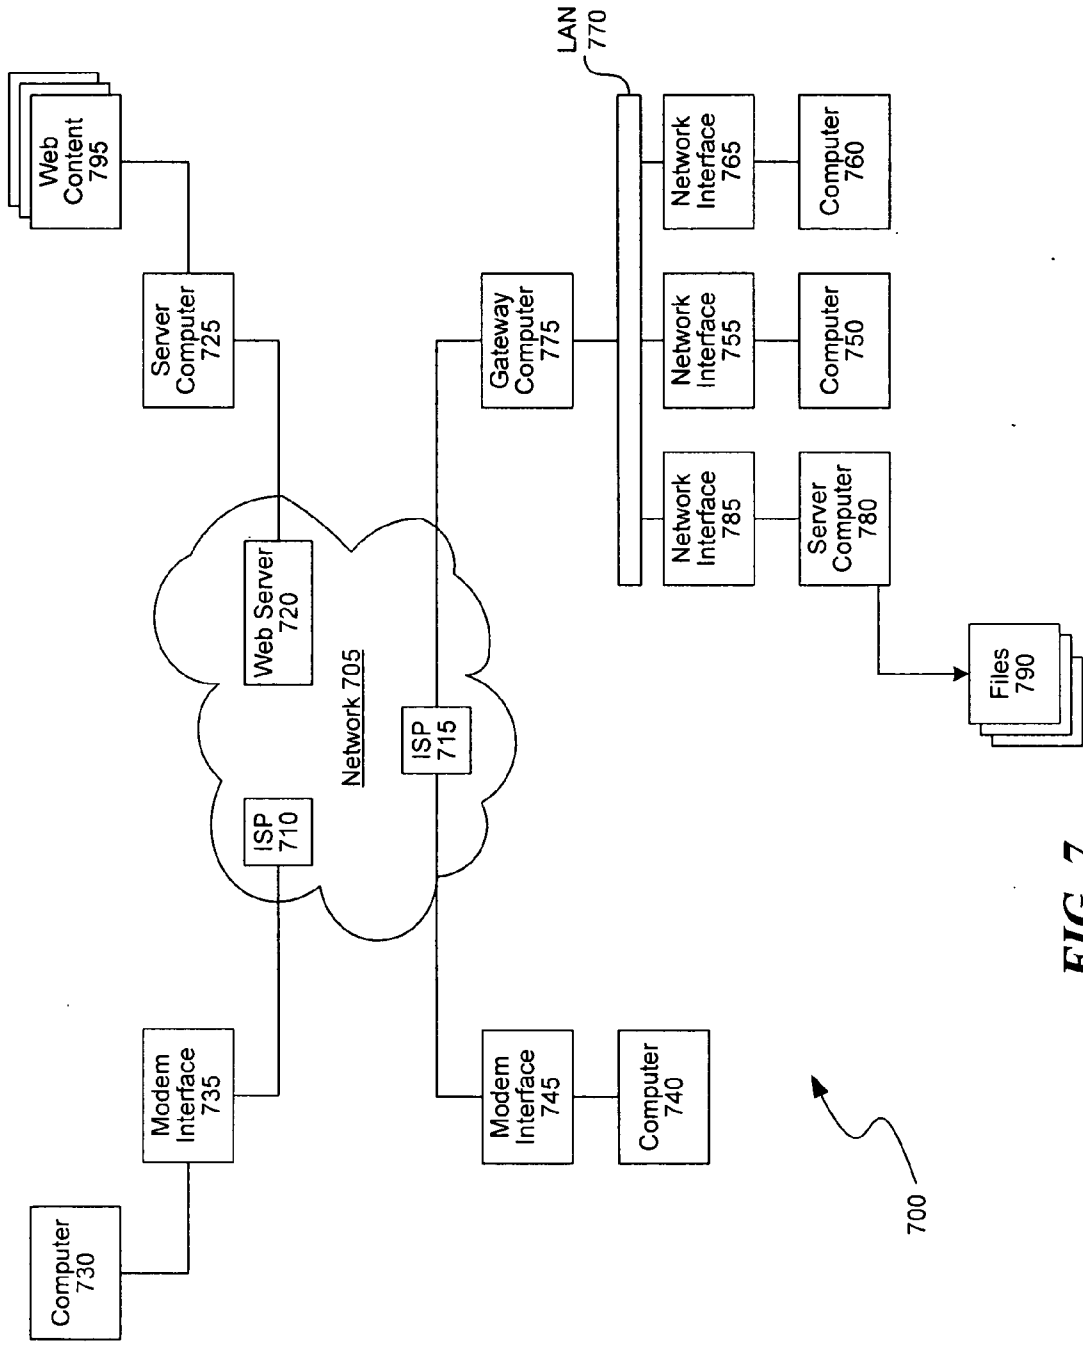 Computer
730
Modem
Interface
735
ISP
710
Web Server
720
Server
Computer
725
Web
Content
795
Network 705
ISP
715
Modem
Interface
745
Computer
740
Gateway
Computer
775
LAN
770
Network
Interface
785
Network
Interface
755
Network
Interface
765
Server
Computer
780
Computer
750
Computer
760
Files
790
700
FIG. 7